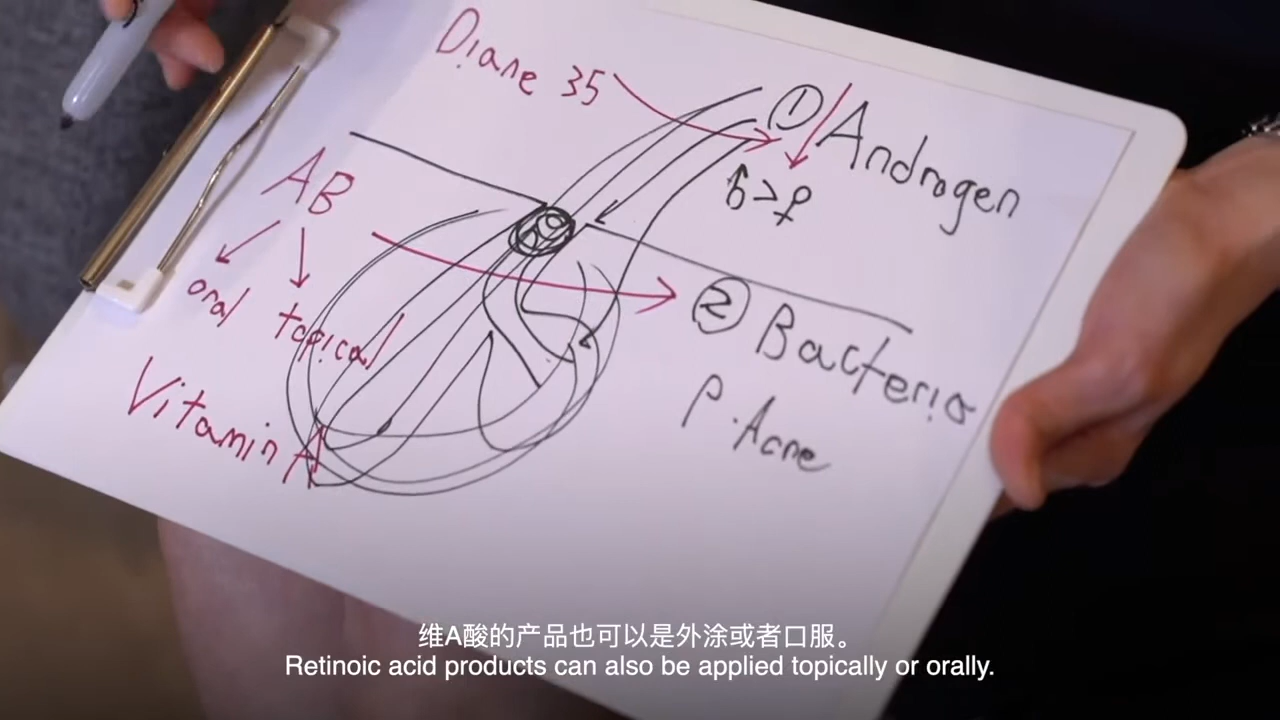 Diane 35
① Androgen
♂>♀
AB
oral topical
② Bacteria
P. Acne
Vitamin A
维A酸的产品也可以是外涂或者口服。
Retinoic acid products can also be applied topically or orally.